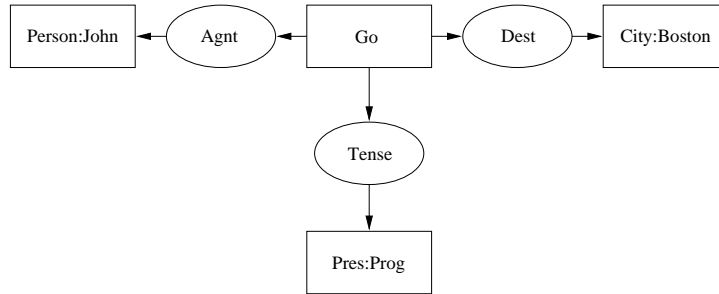 Person:John
Agnt
Go
Dest
City:Boston
Tense
Pres:Prog